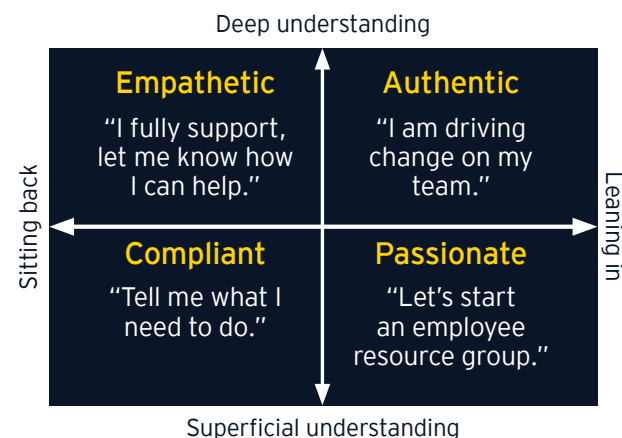 Deep understanding
Empathetic
“I fully support,
let me know how
I can help.”
Authentic
“I am driving
change on my
team.”
Sitting back
Leaning in
Compliant
“Tell me what I
need to do.”
Passionate
“Let’s start
an employee
resource group.”
Superficial understanding